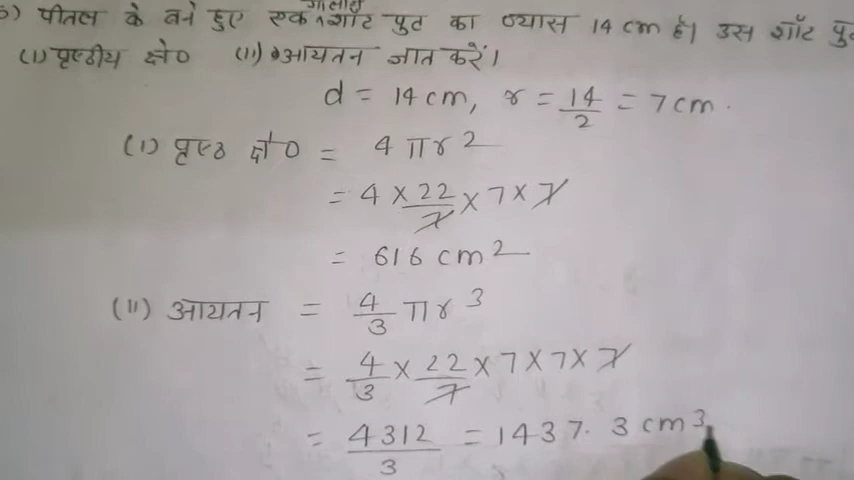 ) पीतल के बने हुए एक गोलीय शॉट पुट का व्यास 14 cm है। उस शॉट
(i) पृष्ठीय क्षे० (ii) आयतन ज्ञात करें।
d = 14 cm, r = 14/2 = 7 cm.
(i) पृष्ठ क्षे० = 4 πr²
= 4 × 22/7 × 7 × 7
= 616 cm²
(ii) आयतन = 4/3 πr³
= 4/3 × 22/7 × 7 × 7 × 7
= 4312/3 = 1437.3 cm³